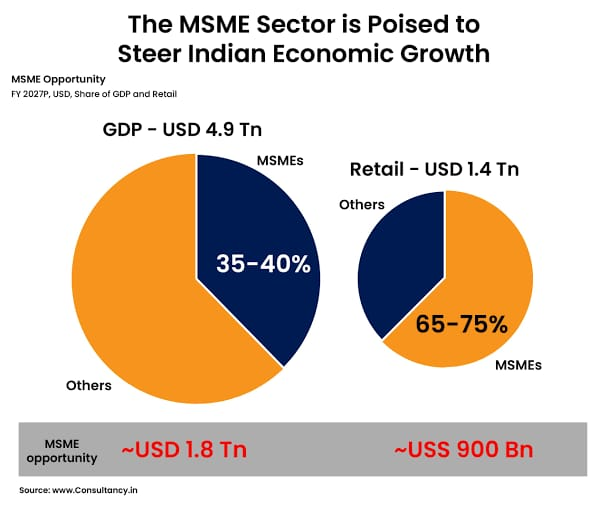 The MSME Sector is Poised to
Steer Indian Economic Growth
MSME Opportunity
FY 2027P, USD, Share of GDP and Retail
GDP - USD 4.9 Tn
MSMEs
35-40%
Others
Retail - USD 1.4 Tn
Others
65-75%
MSMEs
MSME
opportunity
~USD 1.8 Tn
~USS 900 Bn
Source: www.Consultancy.in